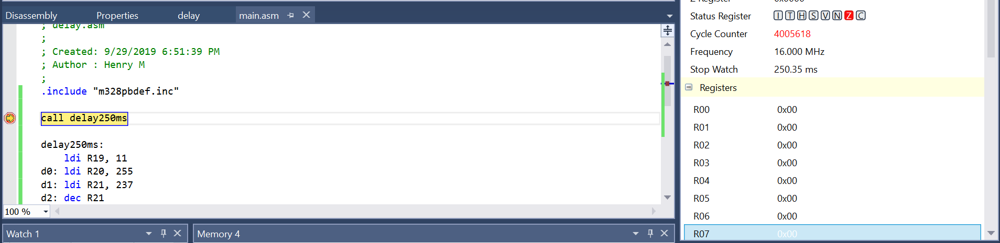 Disassembly Properties delay main.asm
; delay.asm
;
; Created: 9/29/2019 6:51:39 PM
; Author : Henry M
;
.include "m328pbdef.inc"
call delay250ms
delay250ms:
ldi R19, 11
d0: ldi R20, 255
d1: ldi R21, 237
d2: dec R21
100 %
Watch 1
Memory 4
Z Register 0x0000
Status Register I T H S V N Z C
Cycle Counter 4005618
Frequency 16.000 MHz
Stop Watch 250.35 ms
Registers
R00 0x00
R01 0x00
R02 0x00
R03 0x00
R04 0x00
R05 0x00
R06 0x00
R07 0x00